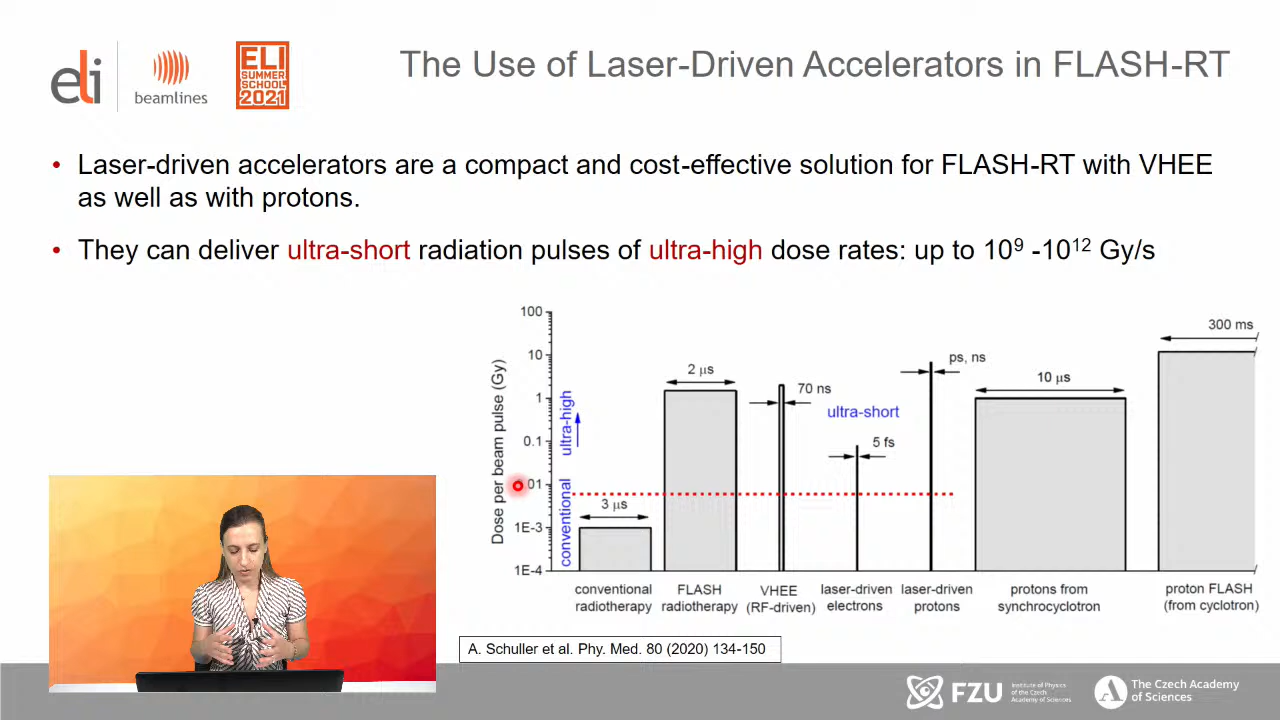 eli
beamlines
ELI
SUMMER
SCHOOL
2021
The Use of Laser-Driven Accelerators in FLASH-RT
• Laser-driven accelerators are a compact and cost-effective solution for FLASH-RT with VHEE
as well as with protons.
• They can deliver ultra-short radiation pulses of ultra-high dose rates: up to 10⁹ -10¹² Gy/s
Dose per beam pulse (Gy)
100
10
1
0.1
01
1E-3
1E-4
ultra-high
conventional
3 µs
2 µs
70 ns
ultra-short
5 fs
ps, ns
10 µs
300 ms
conventional
radiotherapy
FLASH
radiotherapy
VHEE
(RF-driven)
laser-driven
electrons
laser-driven
protons
protons from
synchrocyclotron
proton FLASH
(from cyclotron)
A. Schuller et al. Phy. Med. 80 (2020) 134-150
FZU
Institute of Physics
of the Czech
Academy of Sciences
The Czech Academy
of Sciences